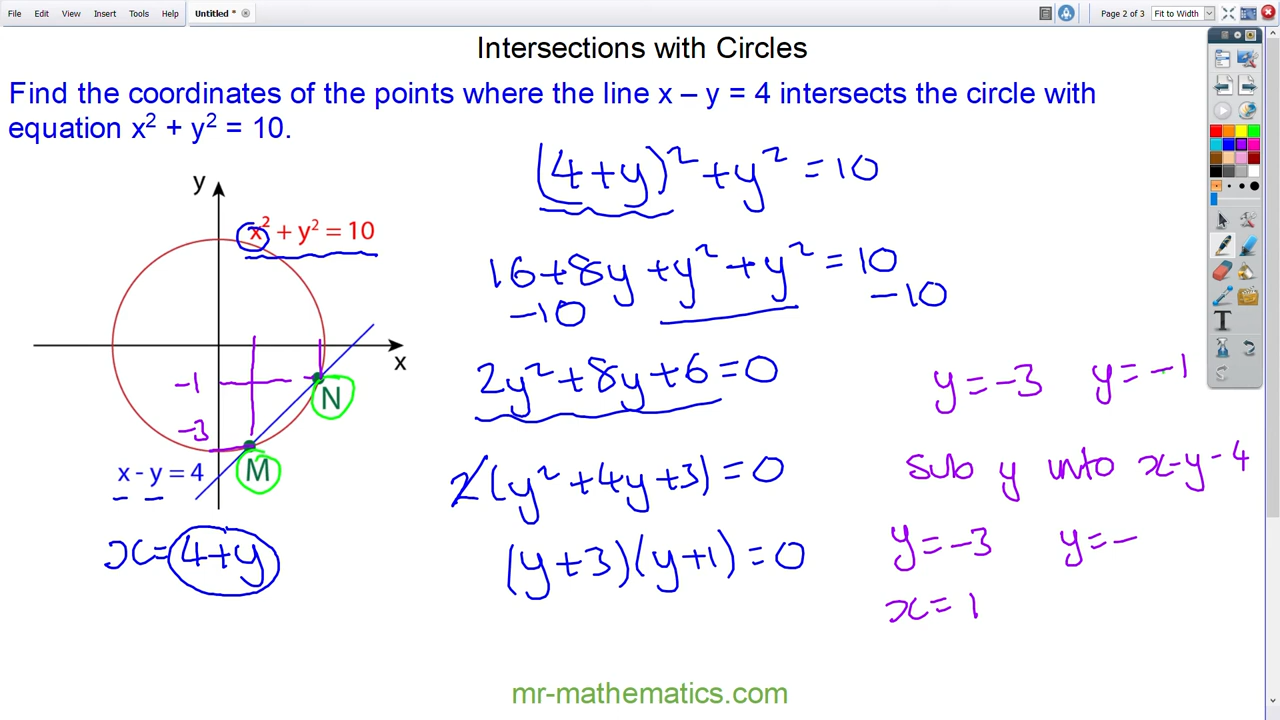 File Edit View Insert Tools Help
Untitled *
Page 2 of 3 Fit to Width
Intersections with Circles
Find the coordinates of the points where the line x – y = 4 intersects the circle with
equation x² + y² = 10.
y
x² + y² = 10
x
-1
-3
N
M
x - y = 4
x = 4+y
(4+y)² + y² = 10
16+8y +y² +y² = 10
-10 -10
2y² + 8y + 6 = 0
2(y² + 4y + 3) = 0
(y+3)(y+1) = 0
y = -3 y = -1
sub y into x-y-4
y = -3 y = -
x = 1
T
mr-mathematics.com